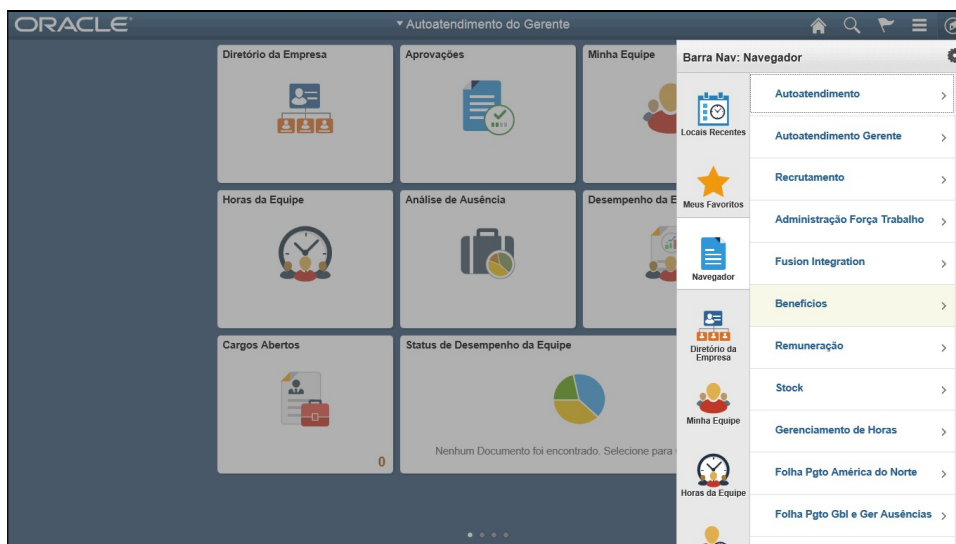 ORACLE
Autoatendimento do Gerente
Diretório da Empresa
Aprovações
Minha Equipe
Horas da Equipe
Análise de Ausência
Desempenho da E
Cargos Abertos
0
Status de Desempenho da Equipe
Nenhum Documento foi encontrado. Selecione para
Barra Nav: Navegador
Locais Recentes
Meus Favoritos
Navegador
Diretório da
Empresa
Minha Equipe
Horas da Equipe
Autoatendimento
Autoatendimento Gerente
Recrutamento
Administração Força Trabalho
Fusion Integration
Benefícios
Remuneração
Stock
Gerenciamento de Horas
Folha Pgto América do Norte
Folha Pgto Gbl e Ger Ausências